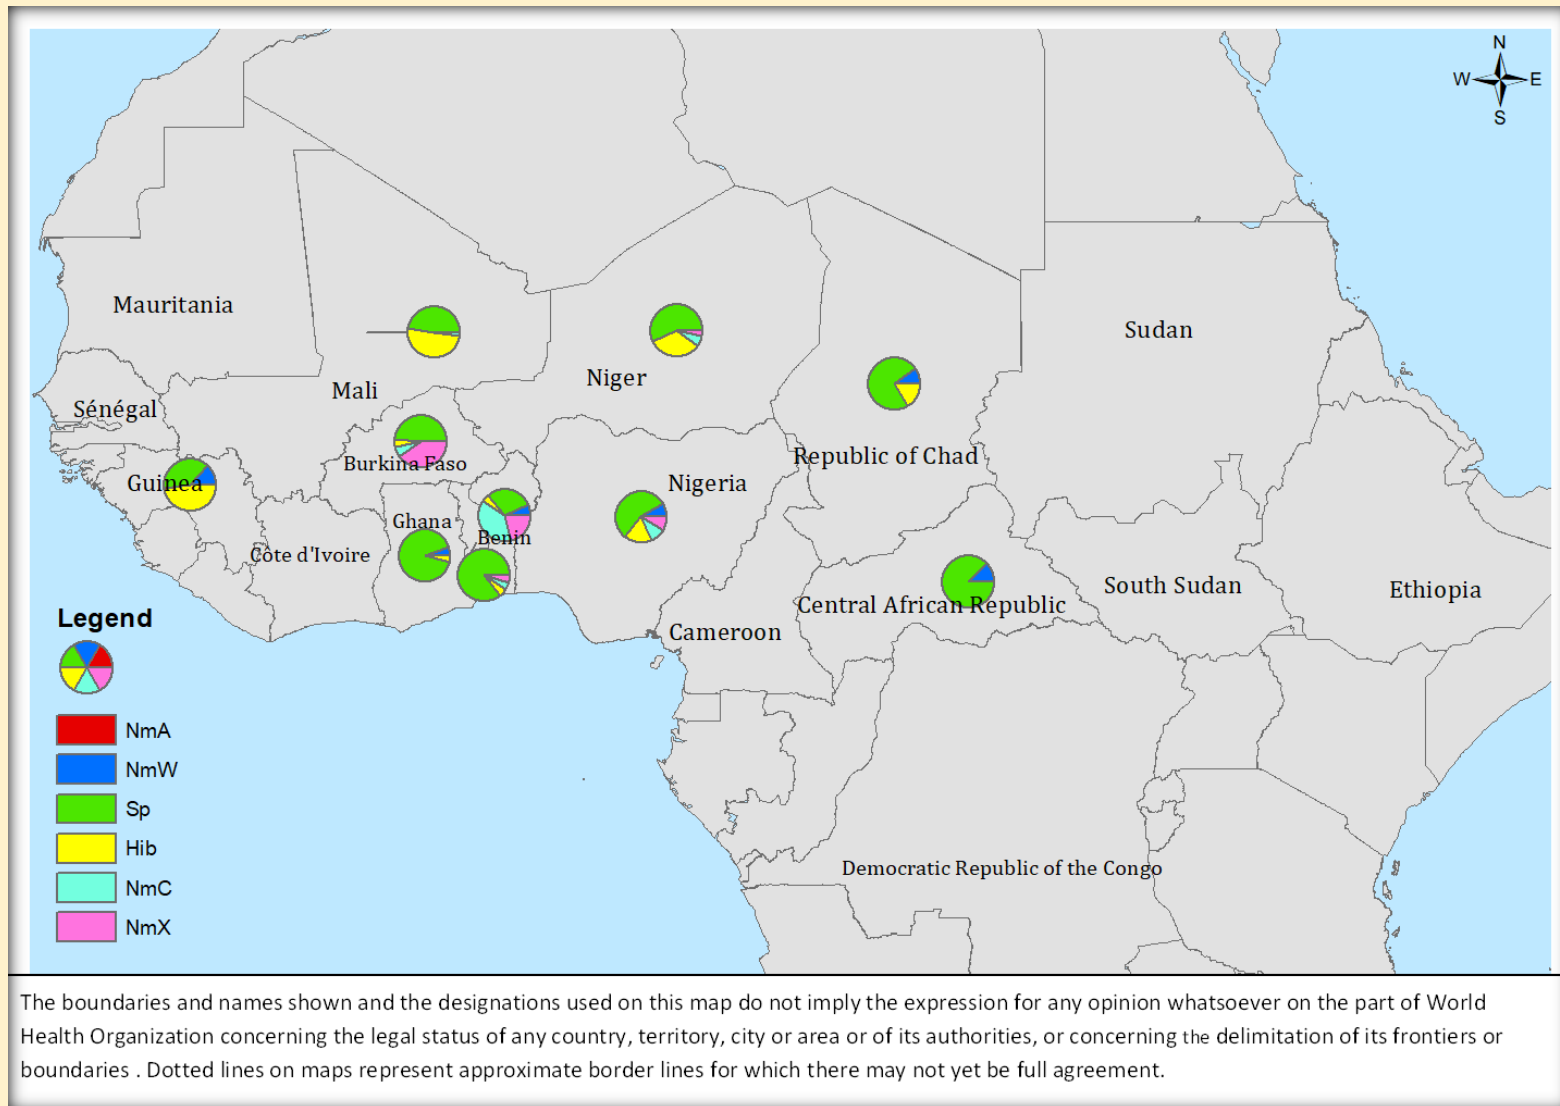 N
W E
S
Mauritania
Sudan
Niger
Mali
Sénégal
Republic of Chad
Burkina Faso
Guinea
Nigeria
Ghana
Benin
Côte d'Ivoire
South Sudan
Ethiopia
Central African Republic
Cameroon
Democratic Republic of the Congo
Legend
NmA
NmW
Sp
Hib
NmC
NmX
The boundaries and names shown and the designations used on this map do not imply the expression for any opinion whatsoever on the part of World
Health Organization concerning the legal status of any country, territory, city or area or of its authorities, or concerning the delimitation of its frontiers or
boundaries . Dotted lines on maps represent approximate border lines for which there may not yet be full agreement.